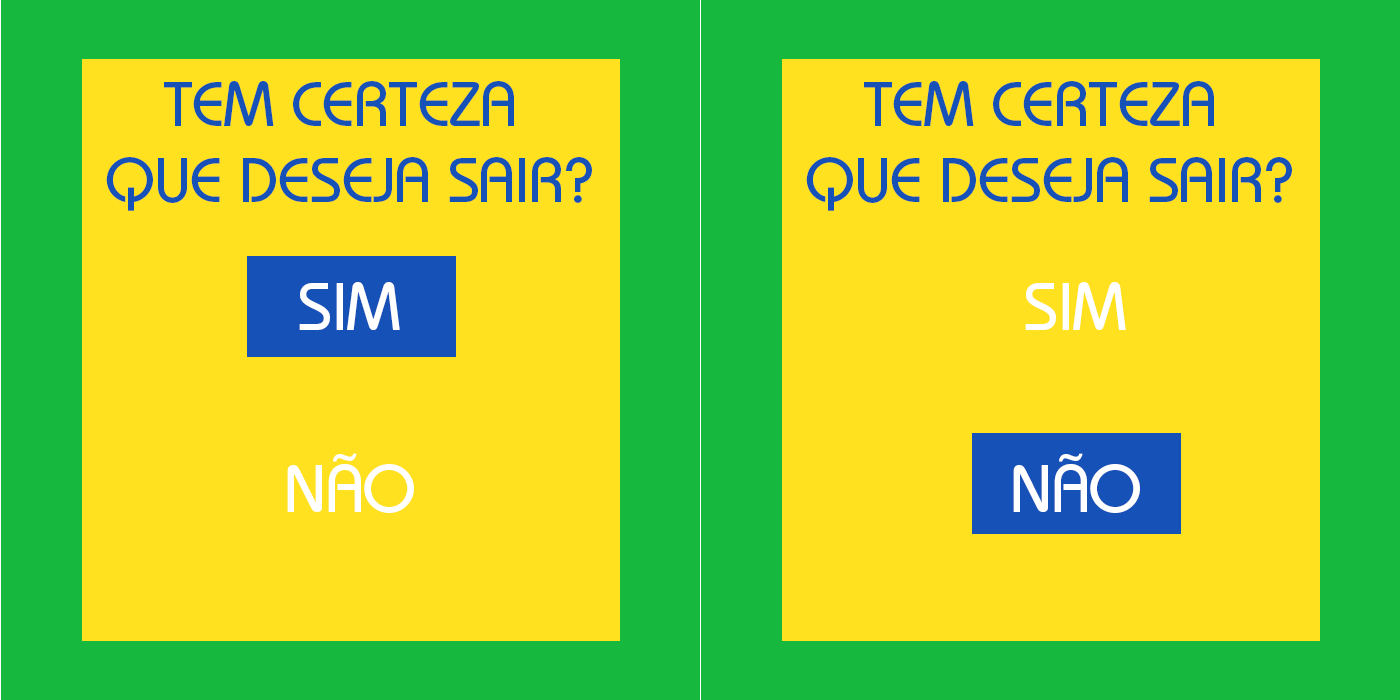 TEM CERTEZA
QUE DESEJA SAIR?
SIM
NÃO
TEM CERTEZA
QUE DESEJA SAIR?
SIM
NÃO